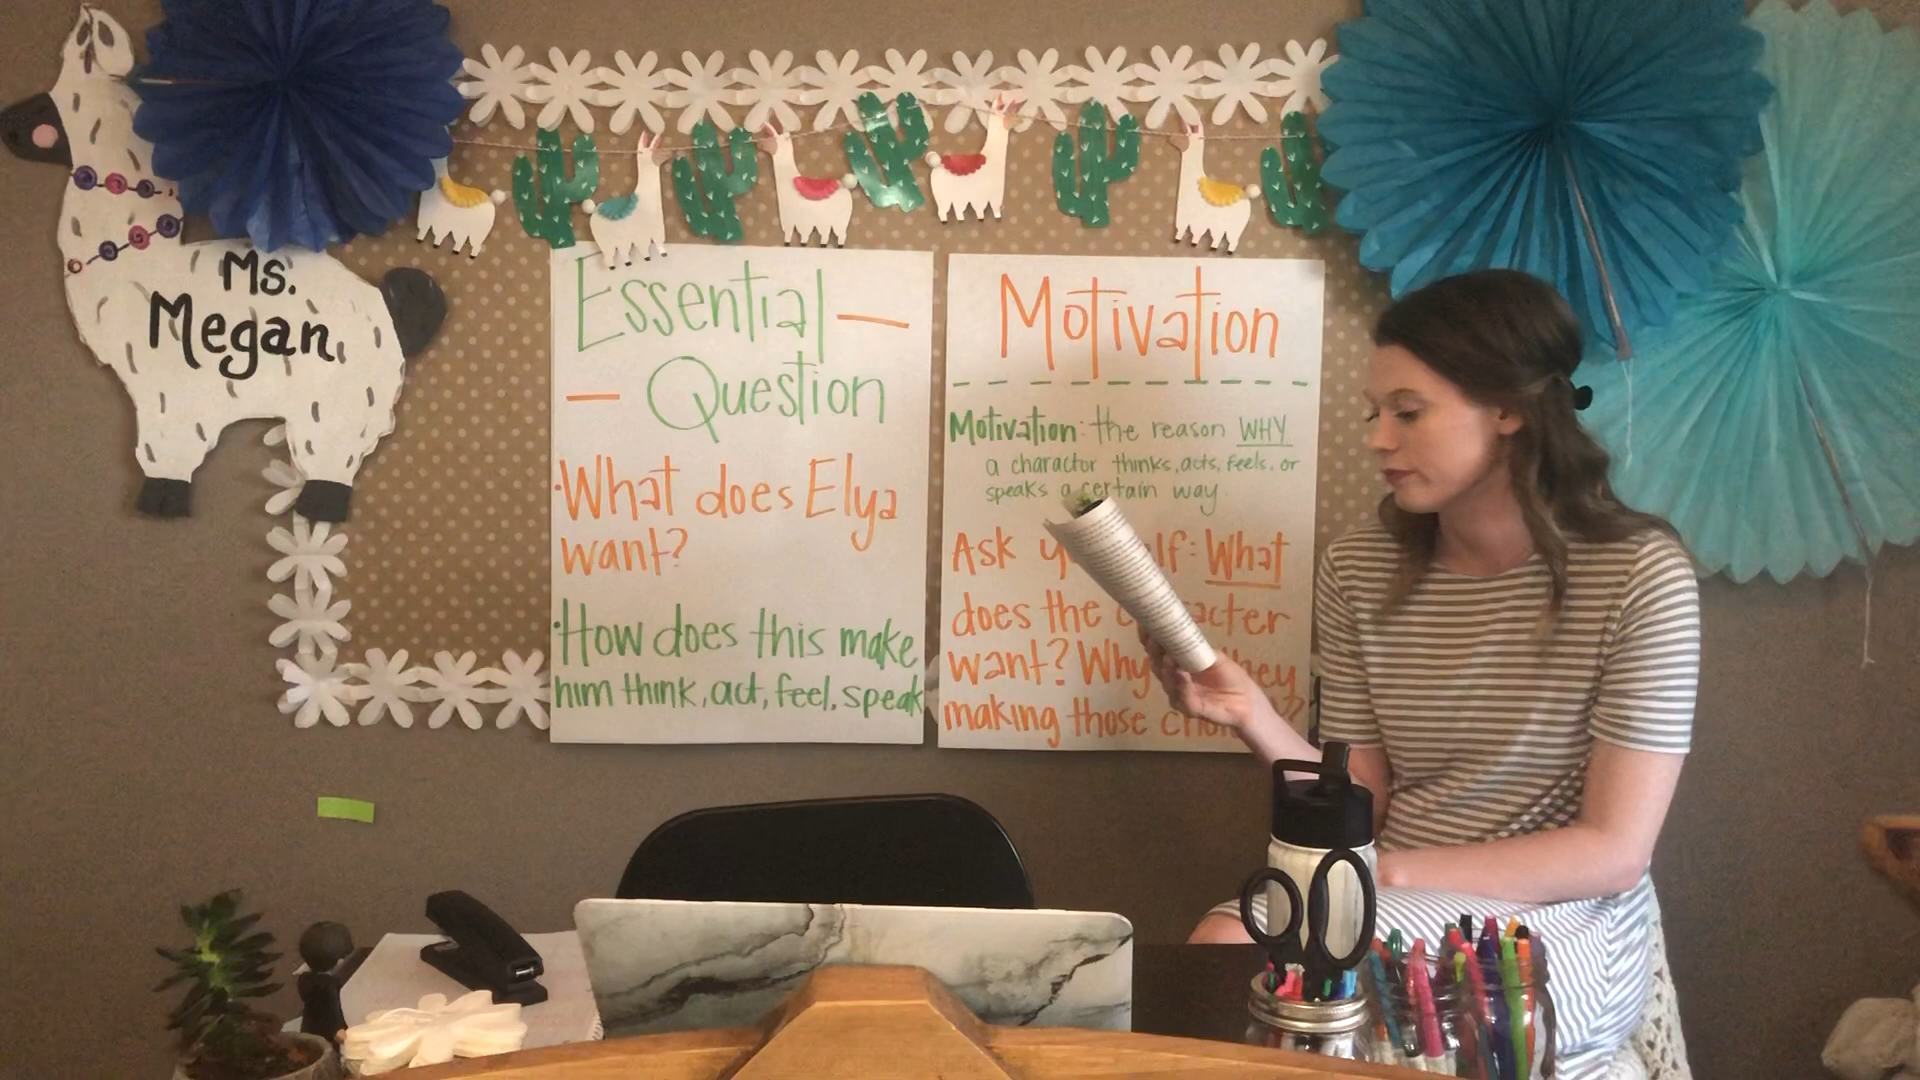 Ms.
Megan.
Essential —
— Question
•What does Elya
want?
•How does this make
him think, act, feel, speak
Motivation
Motivation: the reason WHY
a charactor thinks, acts, feels, or
speaks a certain way.
Ask What
does the
want? Why
making those